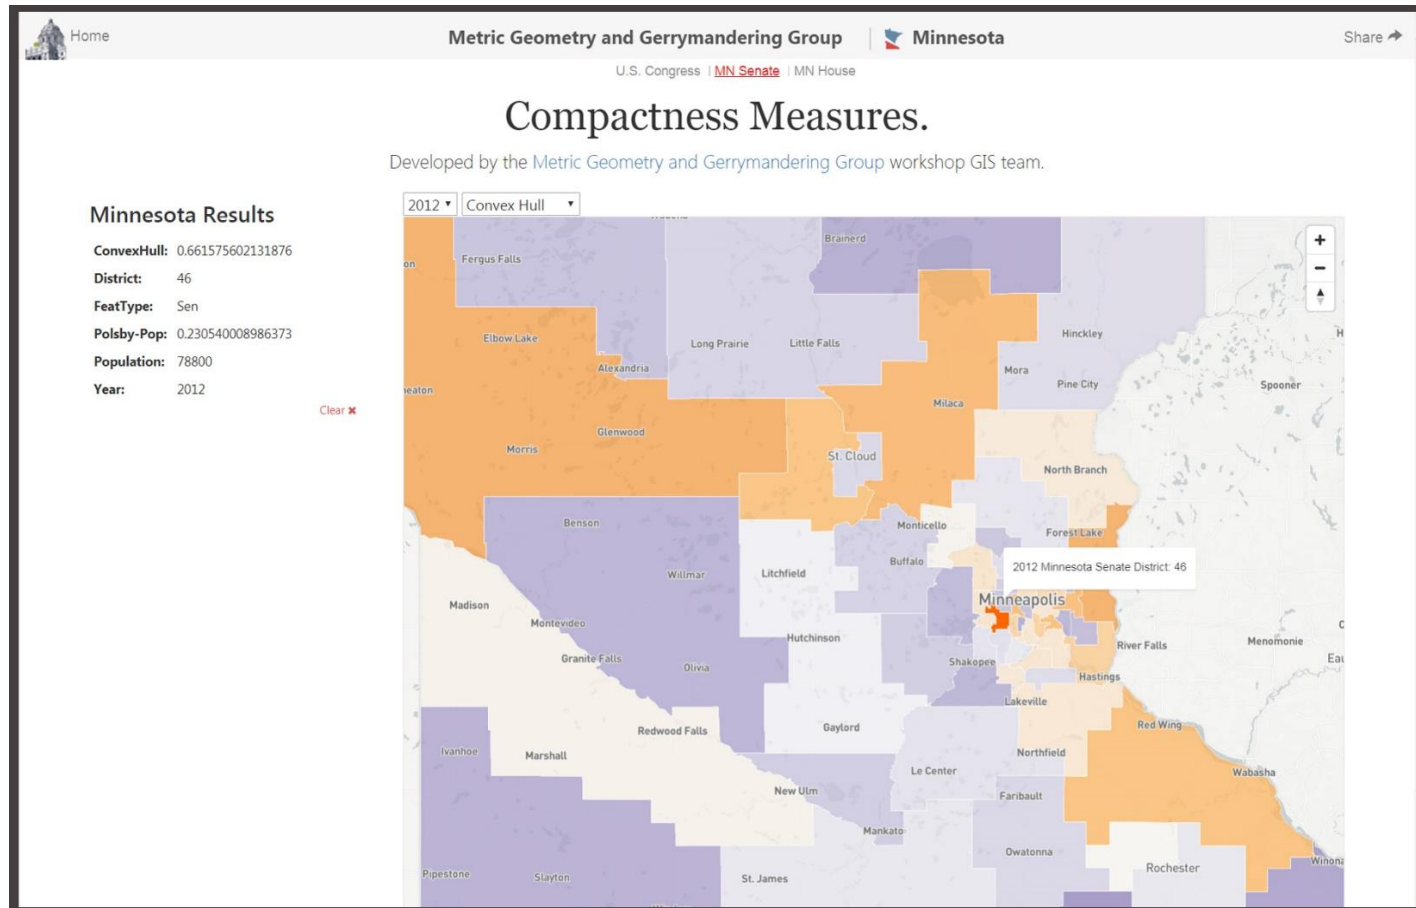 Home
Metric Geometry and Gerrymandering Group | Minnesota
Share
U.S. Congress | MN Senate | MN House
Compactness Measures.
Developed by the Metric Geometry and Gerrymandering Group workshop GIS team.
Minnesota Results
ConvexHull: 0.661575602131876
District: 46
FeatType: Sen
Polsby-Pop: 0.230540008986373
Population: 78800
Year: 2012
Clear ✖
2012 Convex Hull
+
−
Brainerd
Fergus Falls
Elbow Lake
Long Prairie
Little Falls
Hinckley
Alexandria
Mora
Pine City
Spooner
Milaca
Glenwood
Morris
St. Cloud
North Branch
Benson
Monticello
Forest Lake
Buffalo
Willmar
Litchfield
2012 Minnesota Senate District: 46
Minneapolis
Madison
Montevideo
Hutchinson
River Falls
Menomonie
Granite Falls
Olivia
Shakopee
Hastings
Lakeville
Red Wing
Redwood Falls
Gaylord
Ivanhoe
Marshall
Northfield
Le Center
Wabasha
New Ulm
Faribault
Mankato
Owatonna
Rochester
Pipestone
Slayton
St. James